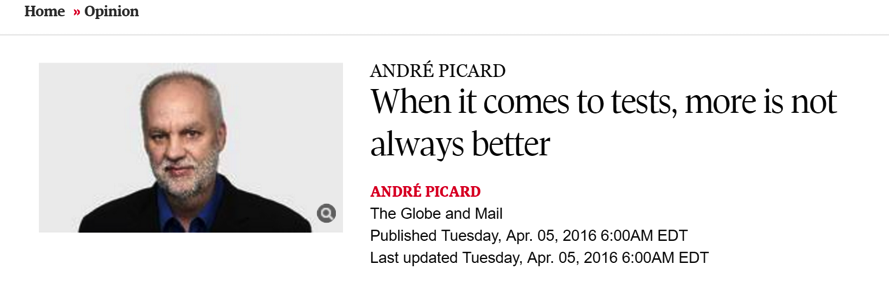 Home » Opinion
ANDRÉ PICARD
When it comes to tests, more is not
always better
ANDRÉ PICARD
The Globe and Mail
Published Tuesday, Apr. 05, 2016 6:00AM EDT
Last updated Tuesday, Apr. 05, 2016 6:00AM EDT